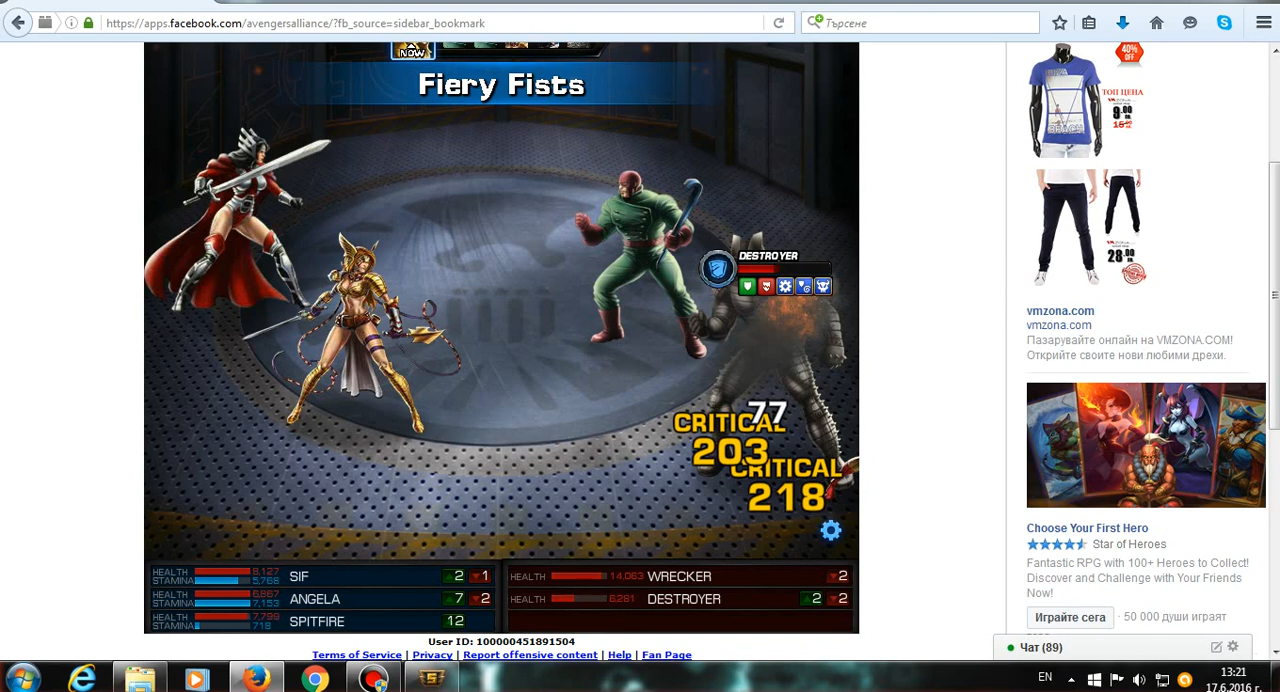 https://apps.facebook.com/avengersalliance/?fb_source=sidebar_bookmark
Търсене
NOW
Fiery Fists
DESTROYER
77
CRITICAL
203
CRITICAL
218
HEALTH 8,127 SIF 2 1
STAMINA 5,768
HEALTH 6,867 ANGELA 7 2
STAMINA 7,153
HEALTH 7,799 SPITFIRE 12
STAMINA 718
HEALTH 14,063 WRECKER 2
HEALTH 6,281 DESTROYER 2 2
User ID: 100000451891504
Terms of Service | Privacy | Report offensive content | Help | Fan Page
40%
OFF
ТОП ЦЕНА
9.00
28.00
vmzona.com
vmzona.com
Пазарувайте онлайн на VMZONA.COM!
Открийте своите нови любими дрехи.
Choose Your First Hero
Star of Heroes
Fantastic RPG with 100+ Heroes to Collect!
Discover and Challenge with Your Friends
Now!
Играйте сега · 50 000 души играят
Чат (89)
EN
13:21
17.6.2016 г.